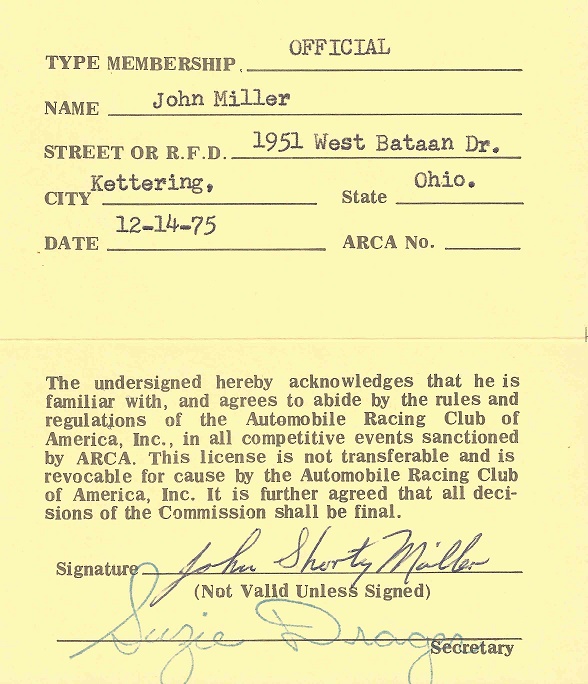 TYPE MEMBERSHIP OFFICIAL
NAME John Miller
STREET OR R.F.D. 1951 West Bataan Dr.
CITY Kettering, State Ohio.
DATE 12-14-75 ARCA No.
The undersigned hereby acknowledges that he is
familiar with, and agrees to abide by the rules and
regulations of the Automobile Racing Club of
America, Inc., in all competitive events sanctioned
by ARCA. This license is not transferable and is
revocable for cause by the Automobile Racing Club
of America, Inc. It is further agreed that all deci-
sions of the Commission shall be final.
Signature John Shorty Miller
(Not Valid Unless Signed)
Suzie Drager
Secretary